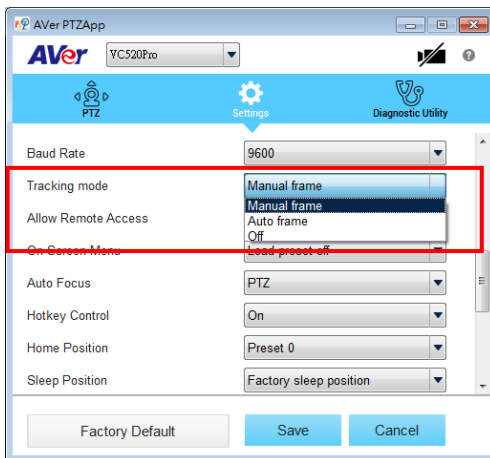 AVer PTZApp
AVer VC520Pro
PTZ Settings Diagnostic Utility
Baud Rate 9600
Tracking mode Manual frame
Manual frame
Allow Remote Access Auto frame
Off
On Screen Menu Load preset off
Auto Focus PTZ
Hotkey Control On
Home Position Preset 0
Sleep Position Factory sleep position
Factory Default Save Cancel